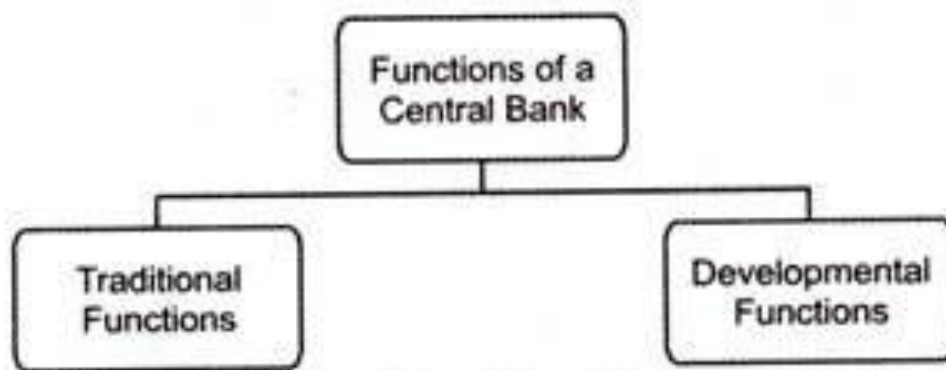 Functions of a
Central Bank
Traditional
Functions
Developmental
Functions